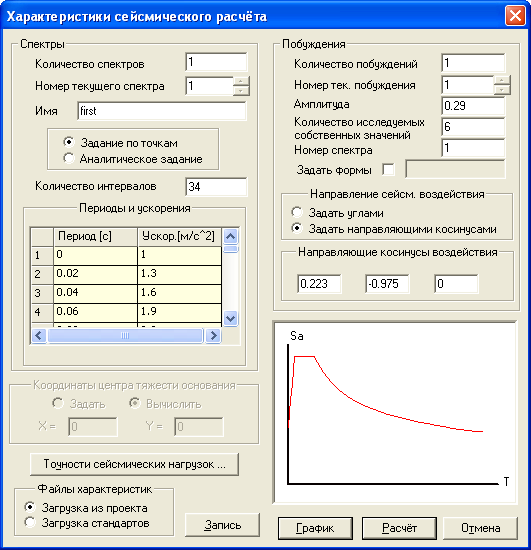 Характеристики сейсмического расчёта
Спектры
Количество спектров 1
Номер текущего спектра 1
Имя first
Задание по точкам
Аналитическое задание
Количество интервалов 34
Периоды и ускорения
Период [с] Ускор.[м/с^2]
1 0 1
2 0.02 1.3
3 0.04 1.6
4 0.06 1.9
Координаты центра тяжести основания
Задать Вычислить
X = 0 Y = 0
Тоуности сейсмических нагрузок ...
Файлы характеристик
Загрузка из проекта
Загрузка стандартов
Запись
Побуждения
Количество побуждений 1
Номер тек. побуждения 1
Амплитуда 0.29
Количество исследуемых
собственных значений 6
Номер спектра 1
Задать формы
Направление сейсм. воздействия
Задать углами
Задать направляющими косинусами
Направляющие косинусы воздействия
0.223 -0.975 0
Sa
T
График Расчёт Отмена